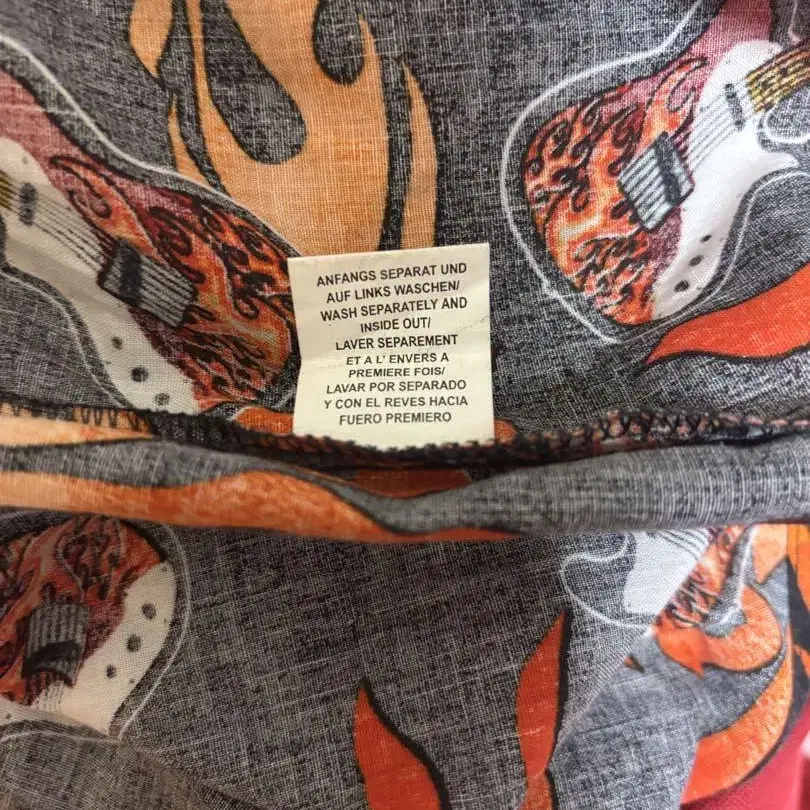 ANFANGS SEPARAT UND
AUF LINKS WASCHEN/
WASH SEPARATELY AND
INSIDE OUT/
LAVER SEPAREMENT
ET A L' ENVERS A
PREMIERE FOIS/
LAVAR POR SEPARADO
Y CON EL REVES HACIA
FUERO PREMIERO